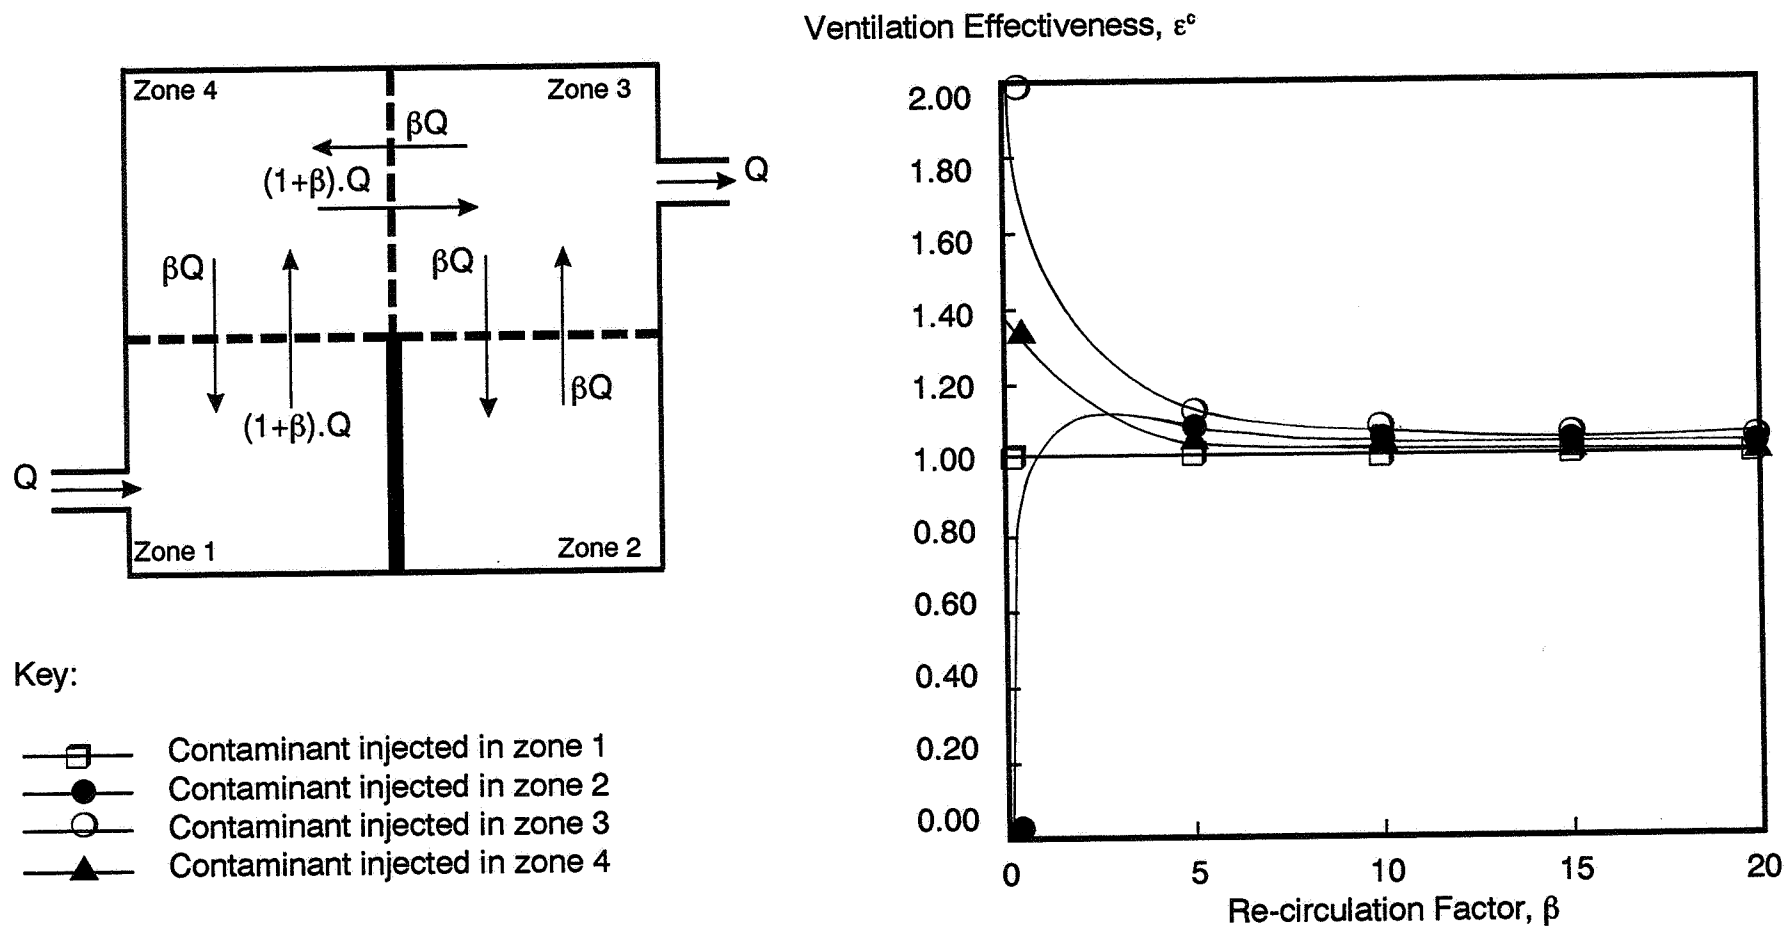 Ventilation Effectiveness, εᶜ
Zone 4
Zone 3
βQ
(1+β).Q
Q
βQ
βQ
βQ
(1+β).Q
Q
Zone 1
Zone 2
Key:
Contaminant injected in zone 1
Contaminant injected in zone 2
Contaminant injected in zone 3
Contaminant injected in zone 4
2.00
1.80
1.60
1.40
1.20
1.00
0.80
0.60
0.40
0.20
0.00
0 5 10 15 20
Re-circulation Factor, β